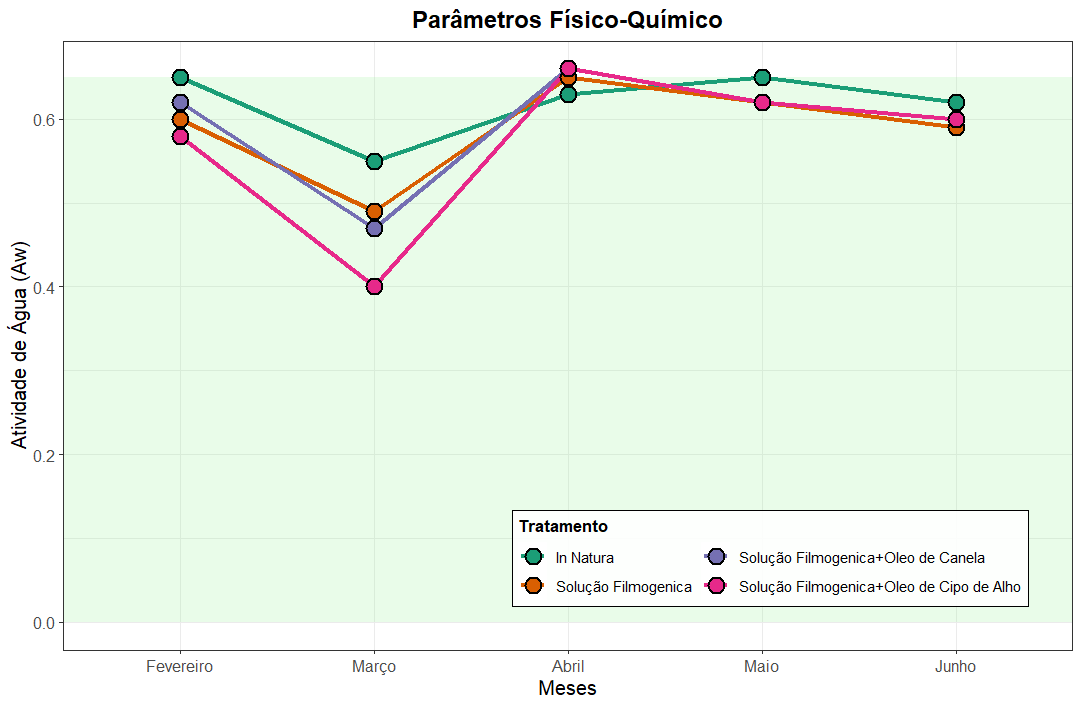 Parâmetros Físico-Químico
Atividade de Água (Aw)
0.6
0.4
0.2
0.0
Tratamento
In Natura
Solução Filmogenica+Oleo de Canela
Solução Filmogenica
Solução Filmogenica+Oleo de Cipo de Alho
Fevereiro
Março
Abril
Maio
Junho
Meses